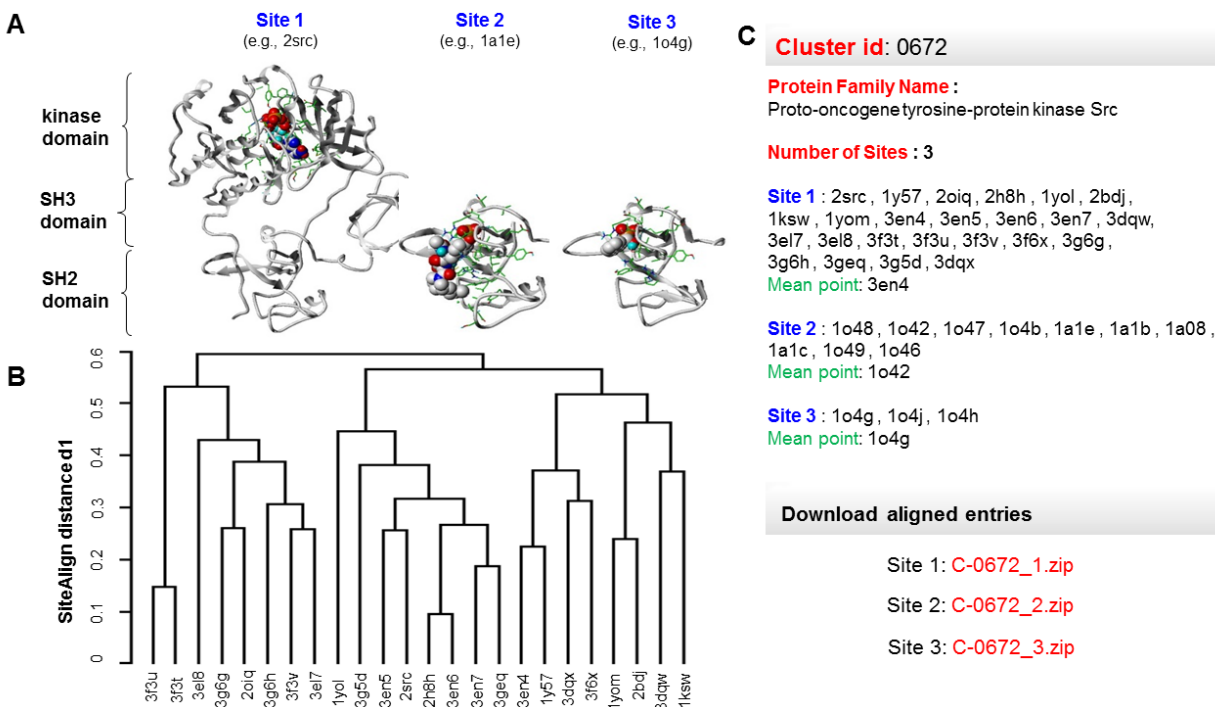 A
Site 1
(e.g., 2src)
Site 2
(e.g., 1a1e)
Site 3
(e.g., 1o4g)
kinase
domain
SH3
domain
SH2
domain
B
SiteAlign distance d1
0.6
0.5
0.4
0.3
0.2
0.1
0
3f3u
3f3t
3el8
3g6g
2oiq
3g6h
3f3v
3el7
1yol
3g5d
3en5
2src
2h8h
3en6
3en7
3geq
3en4
1y57
3dqx
3f6x
1yom
2bdj
3dqw
1ksw
C
Cluster id: 0672
Protein Family Name :
Proto-oncogene tyrosine-protein kinase Src
Number of Sites : 3
Site 1 : 2src , 1y57 , 2oiq , 2h8h , 1yol , 2bdj ,
1ksw , 1yom , 3en4 , 3en5 , 3en6 , 3en7 , 3dqw,
3el7 , 3el8 , 3f3t , 3f3u , 3f3v , 3f6x , 3g6g ,
3g6h , 3geq , 3g5d , 3dqx
Mean point: 3en4
Site 2 : 1o48 , 1o42 , 1o47 , 1o4b , 1a1e , 1a1b , 1a08 ,
1a1c , 1o49 , 1o46
Mean point: 1o42
Site 3 : 1o4g , 1o4j , 1o4h
Mean point: 1o4g
Download aligned entries
Site 1: C-0672_1.zip
Site 2: C-0672_2.zip
Site 3: C-0672_3.zip